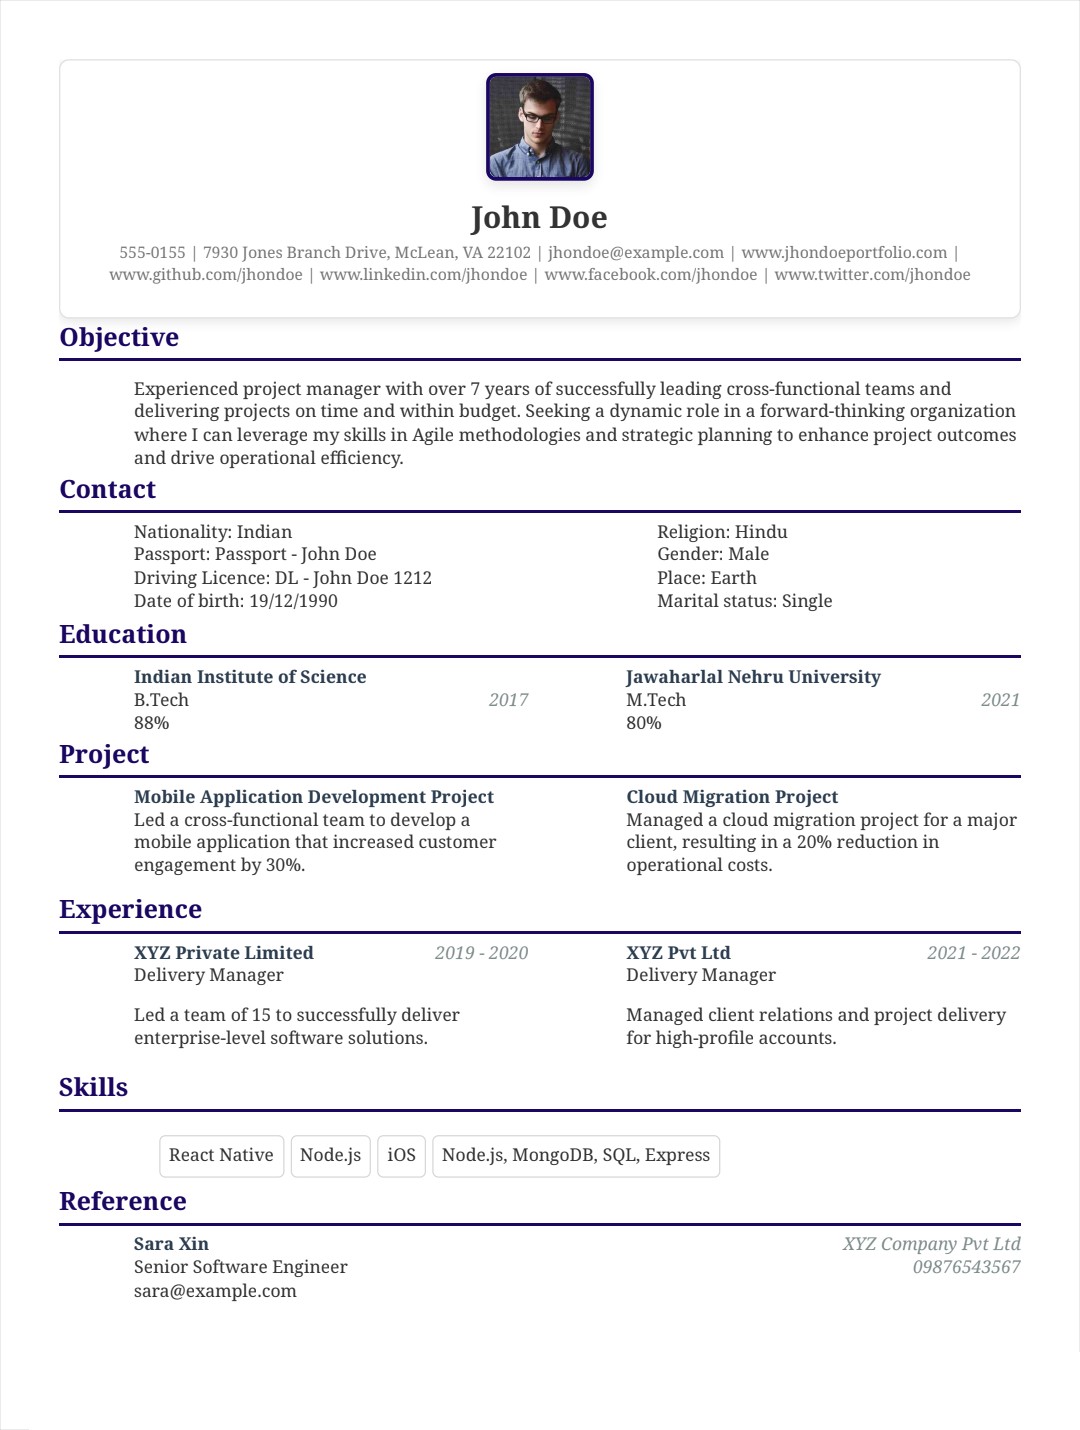 John Doe
555-0155 | 7930 Jones Branch Drive, McLean, VA 22102 | jhondoe@example.com | www.jhondoeportfolio.com |
www.github.com/jhondoe | www.linkedin.com/jhondoe | www.facebook.com/jhondoe | www.twitter.com/jhondoe
Objective
Experienced project manager with over 7 years of successfully leading cross-functional teams and
delivering projects on time and within budget. Seeking a dynamic role in a forward-thinking organization
where I can leverage my skills in Agile methodologies and strategic planning to enhance project outcomes
and drive operational efficiency.
Contact
Nationality: Indian
Passport: Passport - John Doe
Driving Licence: DL - John Doe 1212
Date of birth: 19/12/1990
Religion: Hindu
Gender: Male
Place: Earth
Marital status: Single
Education
Indian Institute of Science
B.Tech 2017
88%
Jawaharlal Nehru University
M.Tech 2021
80%
Project
Mobile Application Development Project
Led a cross-functional team to develop a
mobile application that increased customer
engagement by 30%.
Cloud Migration Project
Managed a cloud migration project for a major
client, resulting in a 20% reduction in
operational costs.
Experience
XYZ Private Limited 2019 - 2020
Delivery Manager
Led a team of 15 to successfully deliver
enterprise-level software solutions.
XYZ Pvt Ltd 2021 - 2022
Delivery Manager
Managed client relations and project delivery
for high-profile accounts.
Skills
React Native Node.js iOS Node.js, MongoDB, SQL, Express
Reference
Sara Xin XYZ Company Pvt Ltd
Senior Software Engineer 09876543567
sara@example.com